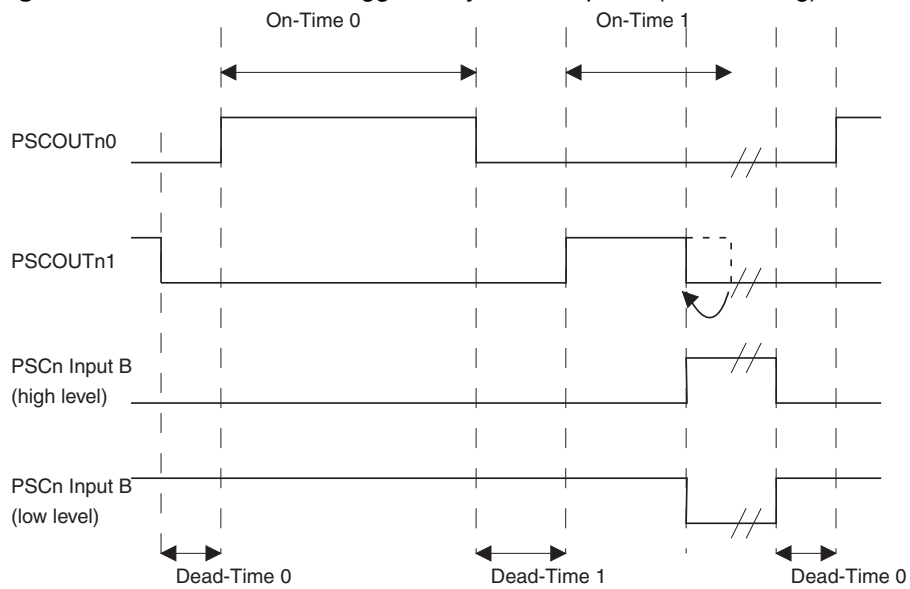 On-Time 0
On-Time 1
PSCOUTn0
PSCOUTn1
PSCn Input B
(high level)
PSCn Input B
(low level)
Dead-Time 0
Dead-Time 1
Dead-Time 0